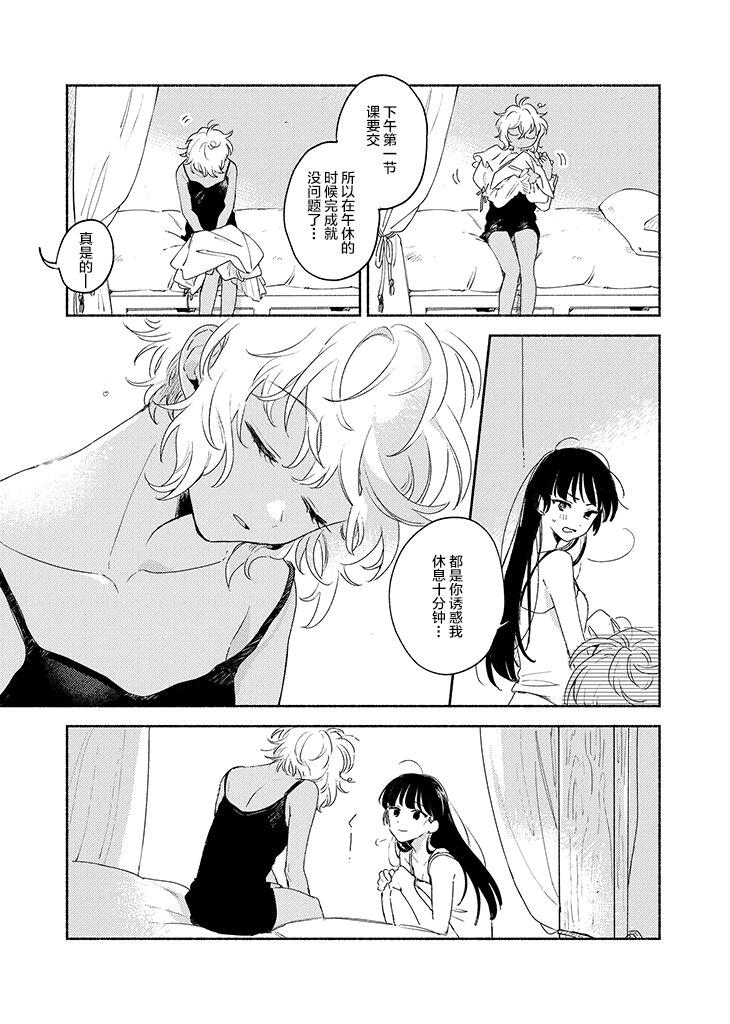 下午第一节
课要交
所以在午休的
时候完成就
没问题了…
真是的—
都是你诱惑我
休息十分钟…
く